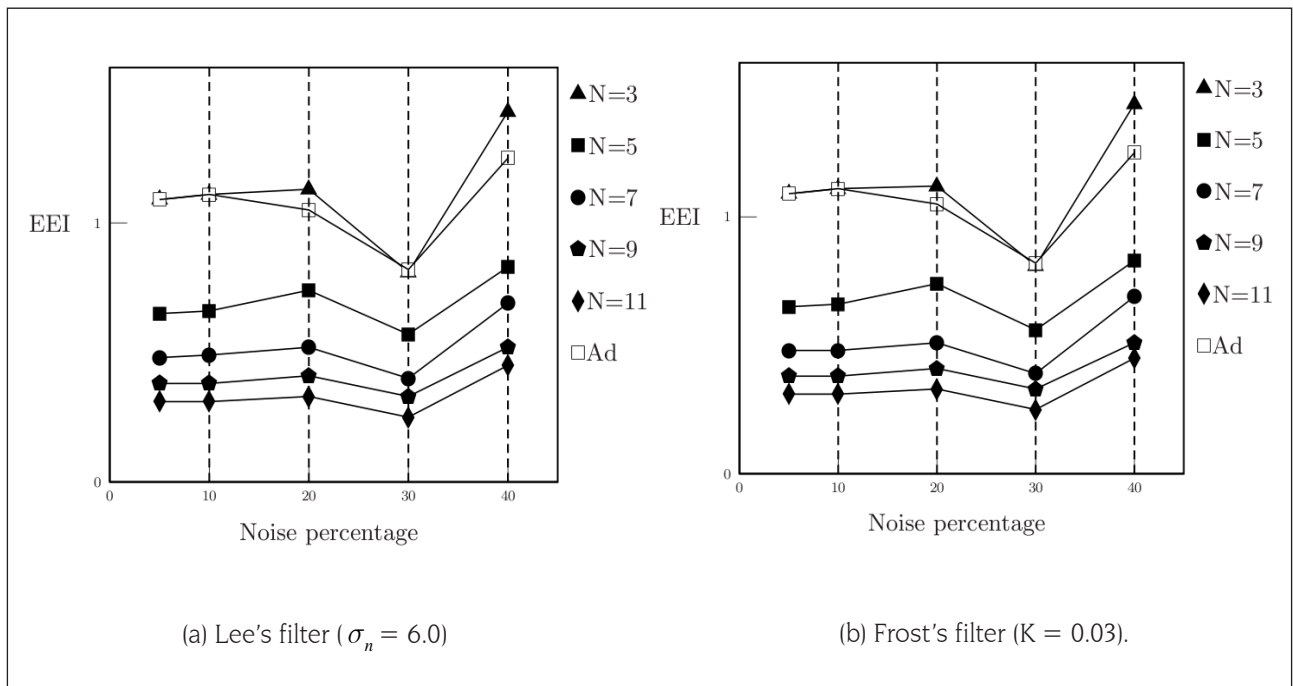 N=3
N=5
N=7
EEI
1
N=9
N=11
Ad
0
0 10 20 30 40
Noise percentage
(a) Lee's filter ( σn = 6.0)
N=3
N=5
N=7
EEI
1
N=9
N=11
Ad
0
0 10 20 30 40
Noise percentage
(b) Frost's filter (K = 0.03).